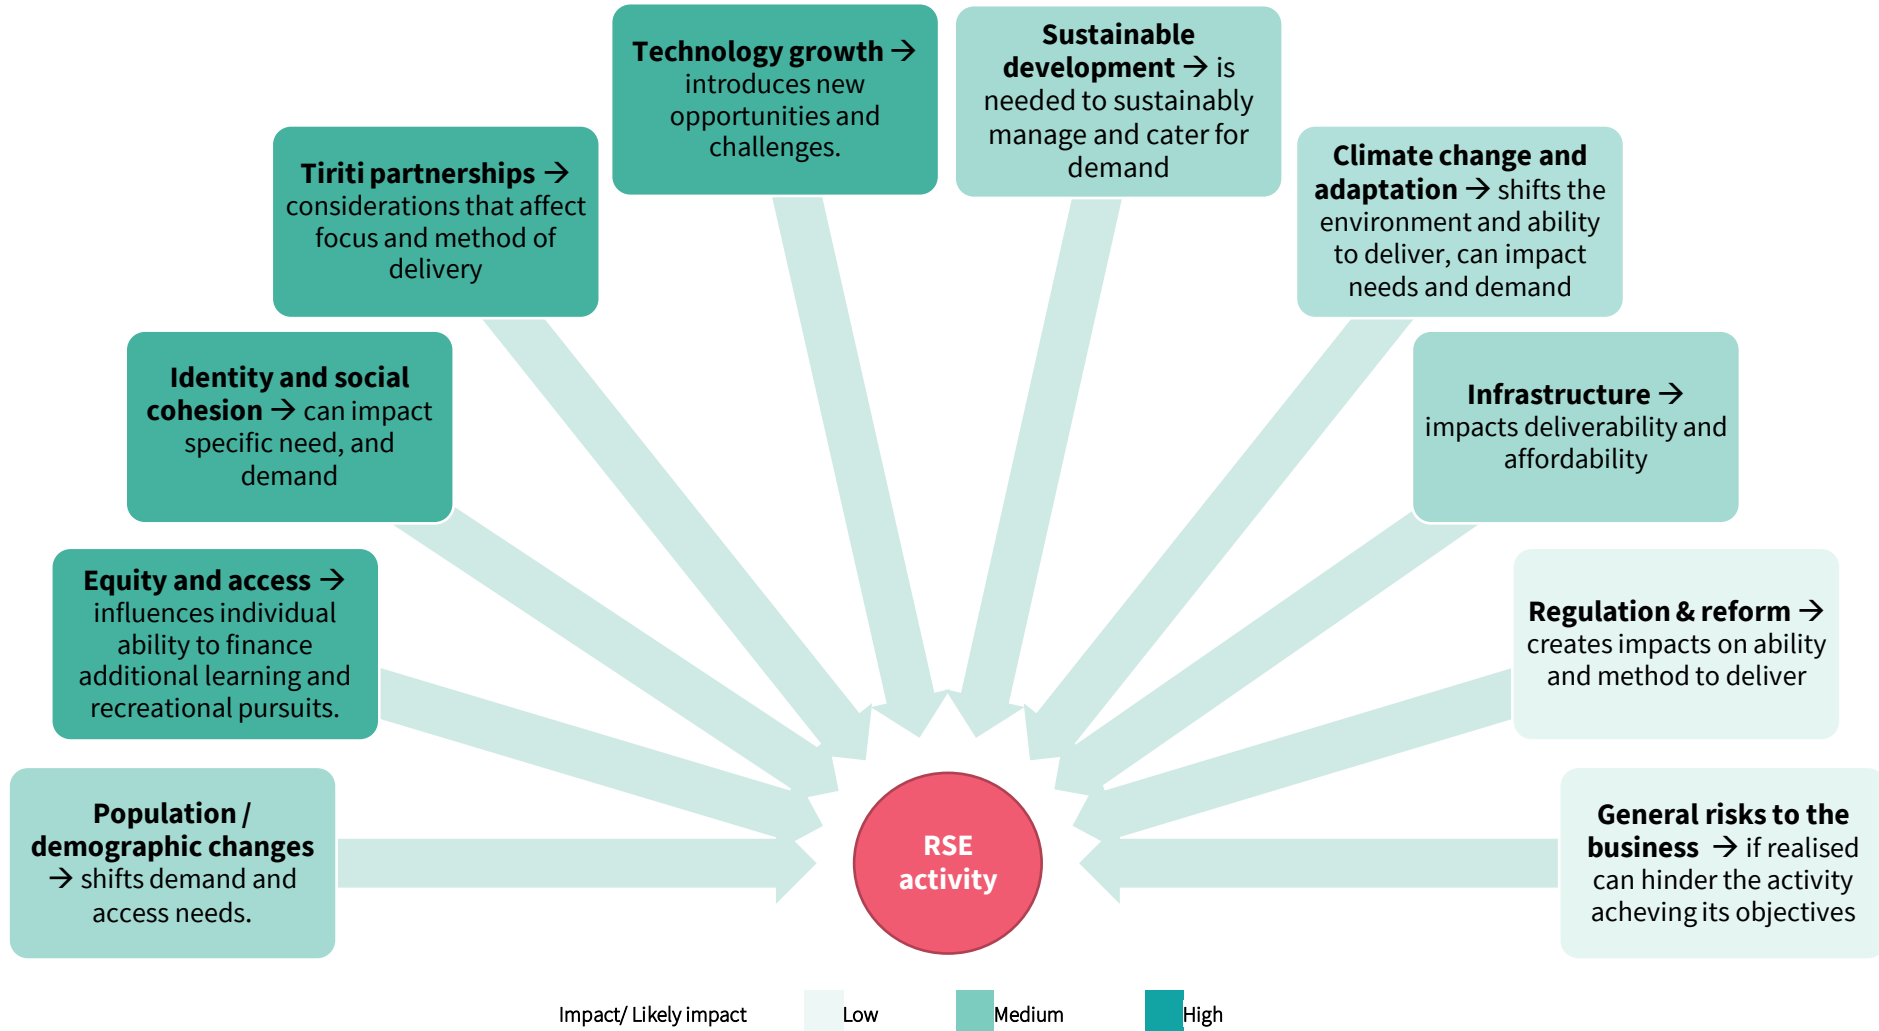 Technology growth →
introduces new
opportunities and
challenges.
Sustainable
development → is
needed to sustainably
manage and cater for
demand
Tiriti partnerships →
considerations that affect
focus and method of
delivery
Climate change and
adaptation → shifts the
environment and ability
to deliver, can impact
needs and demand
Identity and social
cohesion → can impact
specific need, and
demand
Infrastructure →
impacts deliverability and
affordability
Equity and access →
influences individual
ability to finance
additional learning and
recreational pursuits.
Regulation & reform →
creates impacts on ability
and method to deliver
Population /
demographic changes
→ shifts demand and
access needs.
RSE
activity
General risks to the
business → if realised
can hinder the activity
acheving its objectives
Impact/ Likely impact Low Medium High